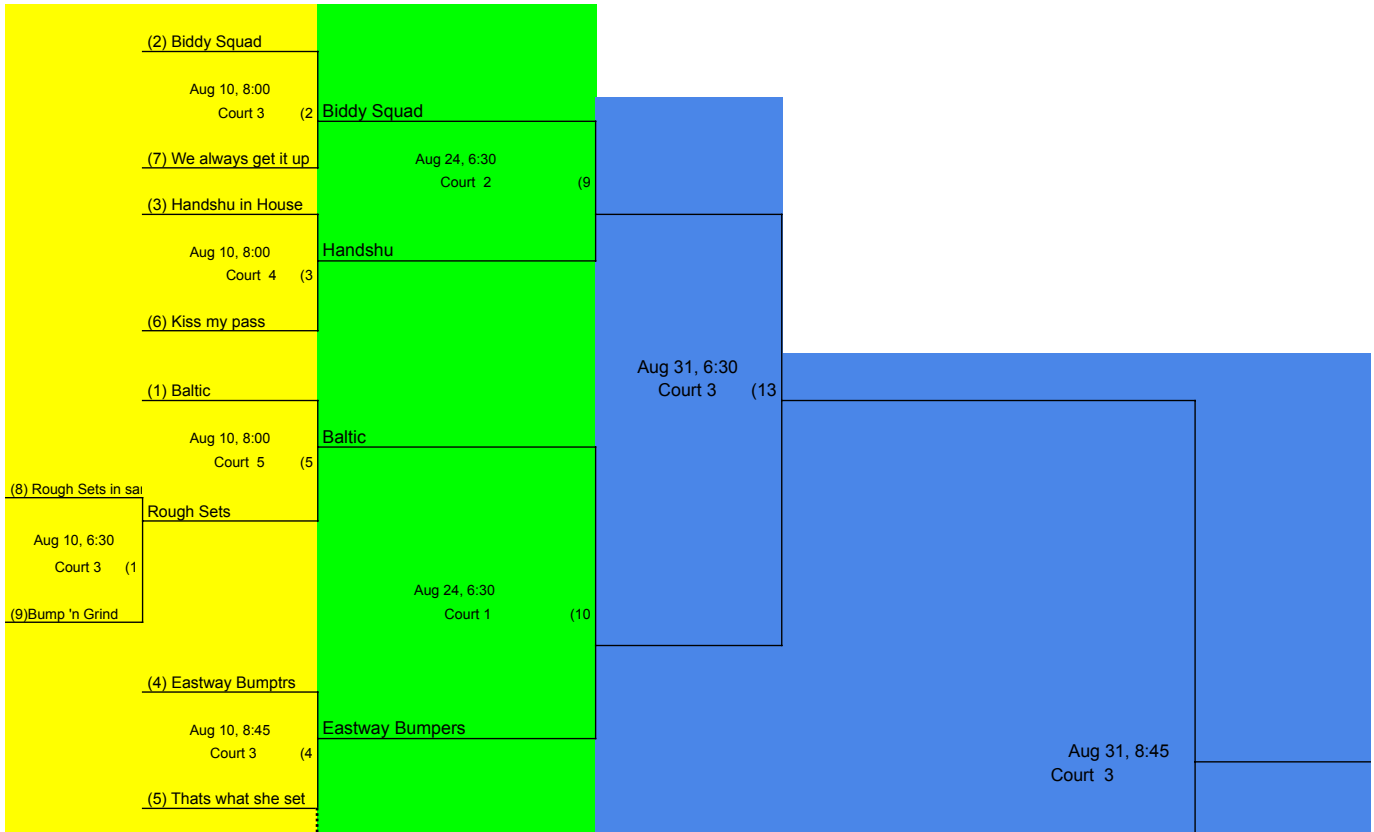 (2) Biddy Squad
Aug 10, 8:00
Court 3 (2
Biddy Squad
(7) We always get it up
Aug 24, 6:30
Court 2 (9
(3) Handshu in House
Aug 10, 8:00
Court 4 (3
Handshu
(6) Kiss my pass
Aug 31, 6:30
Court 3 (13
(1) Baltic
Aug 10, 8:00
Court 5 (5
Baltic
(8) Rough Sets in sa
Rough Sets
Aug 10, 6:30
Court 3 (1
(9)Bump 'n Grind
Aug 24, 6:30
Court 1 (10
(4) Eastway Bumptrs
Aug 10, 8:45
Court 3 (4
Eastway Bumpers
(5) Thats what she set
Aug 31, 8:45
Court 3